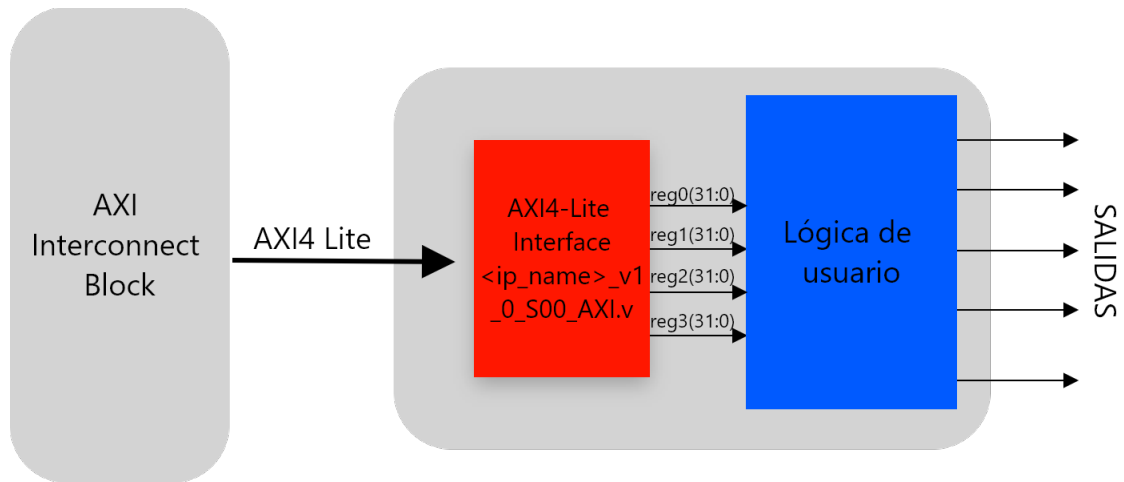 AXI
Interconnect
Block
AXI4 Lite
AXI4-Lite
Interface
<ip_name>_v1
_0_S00_AXI.v
reg0(31:0)
reg1(31:0)
reg2(31:0)
reg3(31:0)
Lógica de
usuario
SALIDAS